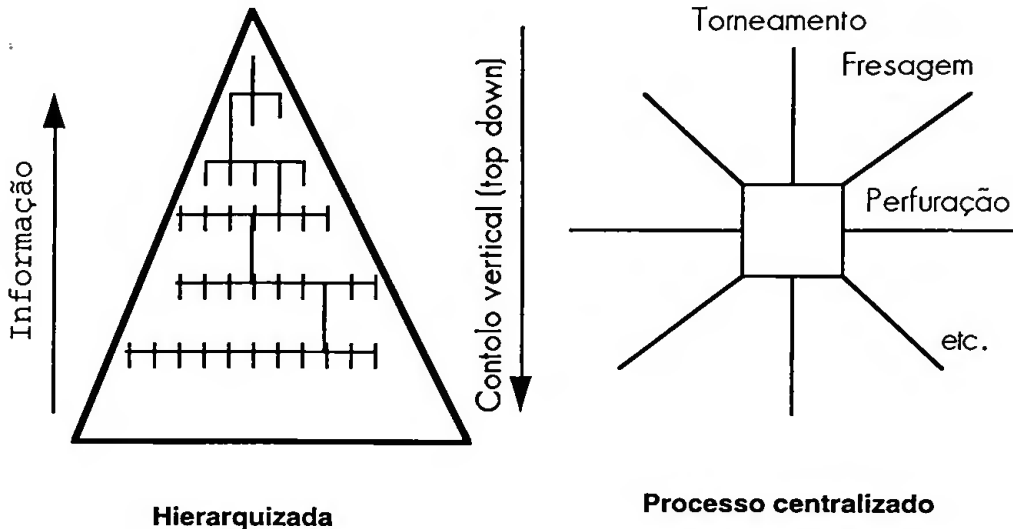 Informação
Contolo vertical (top down)
Torneamento
Fresagem
Perfuração
etc.
Hierarquizada
Processo centralizado